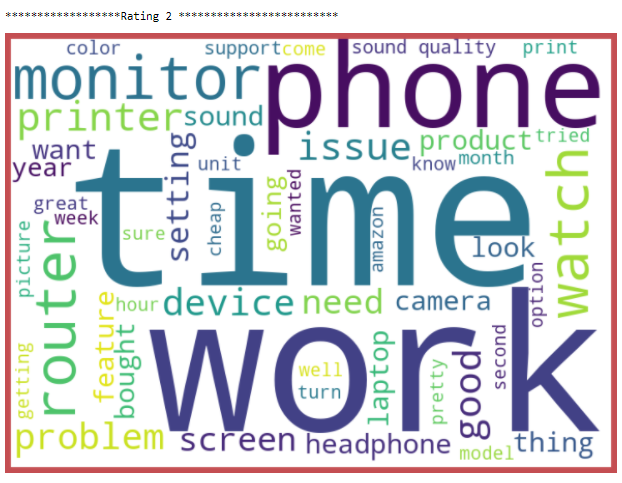 ******************Rating 2 *************************
color support come sound quality print
monitor phone
printer sound issue product tried
want setting unit know month
year time going wanted watch
great week sure cheap amazon look
picture router hour device need camera option
getting feature bought work laptop pretty good second
well turn
problem screen headphone model thing